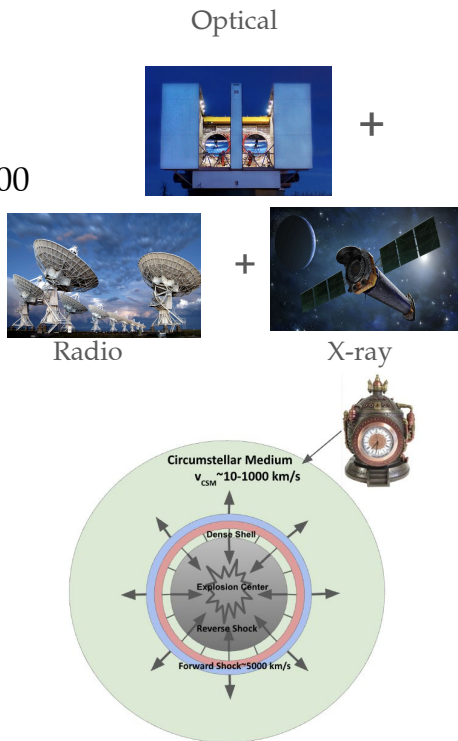 Optical
+
00
+
Radio
X-ray
Circumstellar Medium
v_CSM~10-1000 km/s
Dense Shell
Explosion Center
Reverse Shock
Forward Shock~5000 km/s